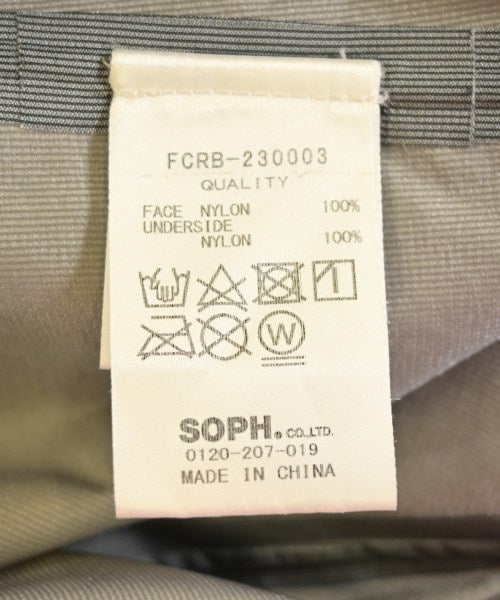 FCRB-230003
QUALITY
FACE NYLON 100%
UNDERSIDE
NYLON 100%
W
SOPH. CO.,LTD.
0120-207-019
MADE IN CHINA